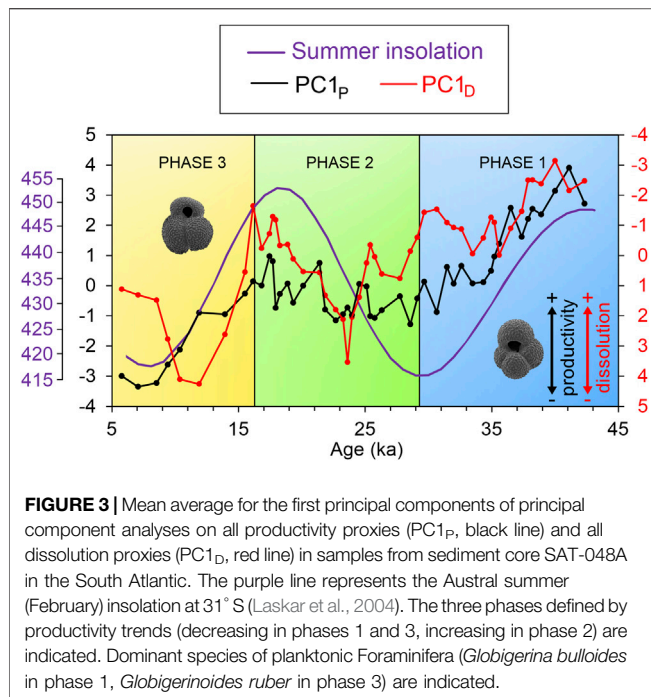 Summer insolation
PC1P PC1D
5 -4
PHASE 3 PHASE 2 PHASE 1
455 4 -3
450 3 -2
445 2 -1
440 1 0
435 0 1
430 -1 2
425
420 -2 3
415 -3 4
-4 5
+ +
productivity
dissolution
- -
5 15 25 35 45
Age (ka)
FIGURE 3 | Mean average for the first principal components of principal
component analyses on all productivity proxies (PC1P, black line) and all
dissolution proxies (PC1D, red line) in samples from sediment core SAT-048A
in the South Atlantic. The purple line represents the Austral summer
(February) insolation at 31° S (Laskar et al., 2004). The three phases defined by
productivity trends (decreasing in phases 1 and 3, increasing in phase 2) are
indicated. Dominant species of planktonic Foraminifera (Globigerina bulloides
in phase 1, Globigerinoides ruber in phase 3) are indicated.